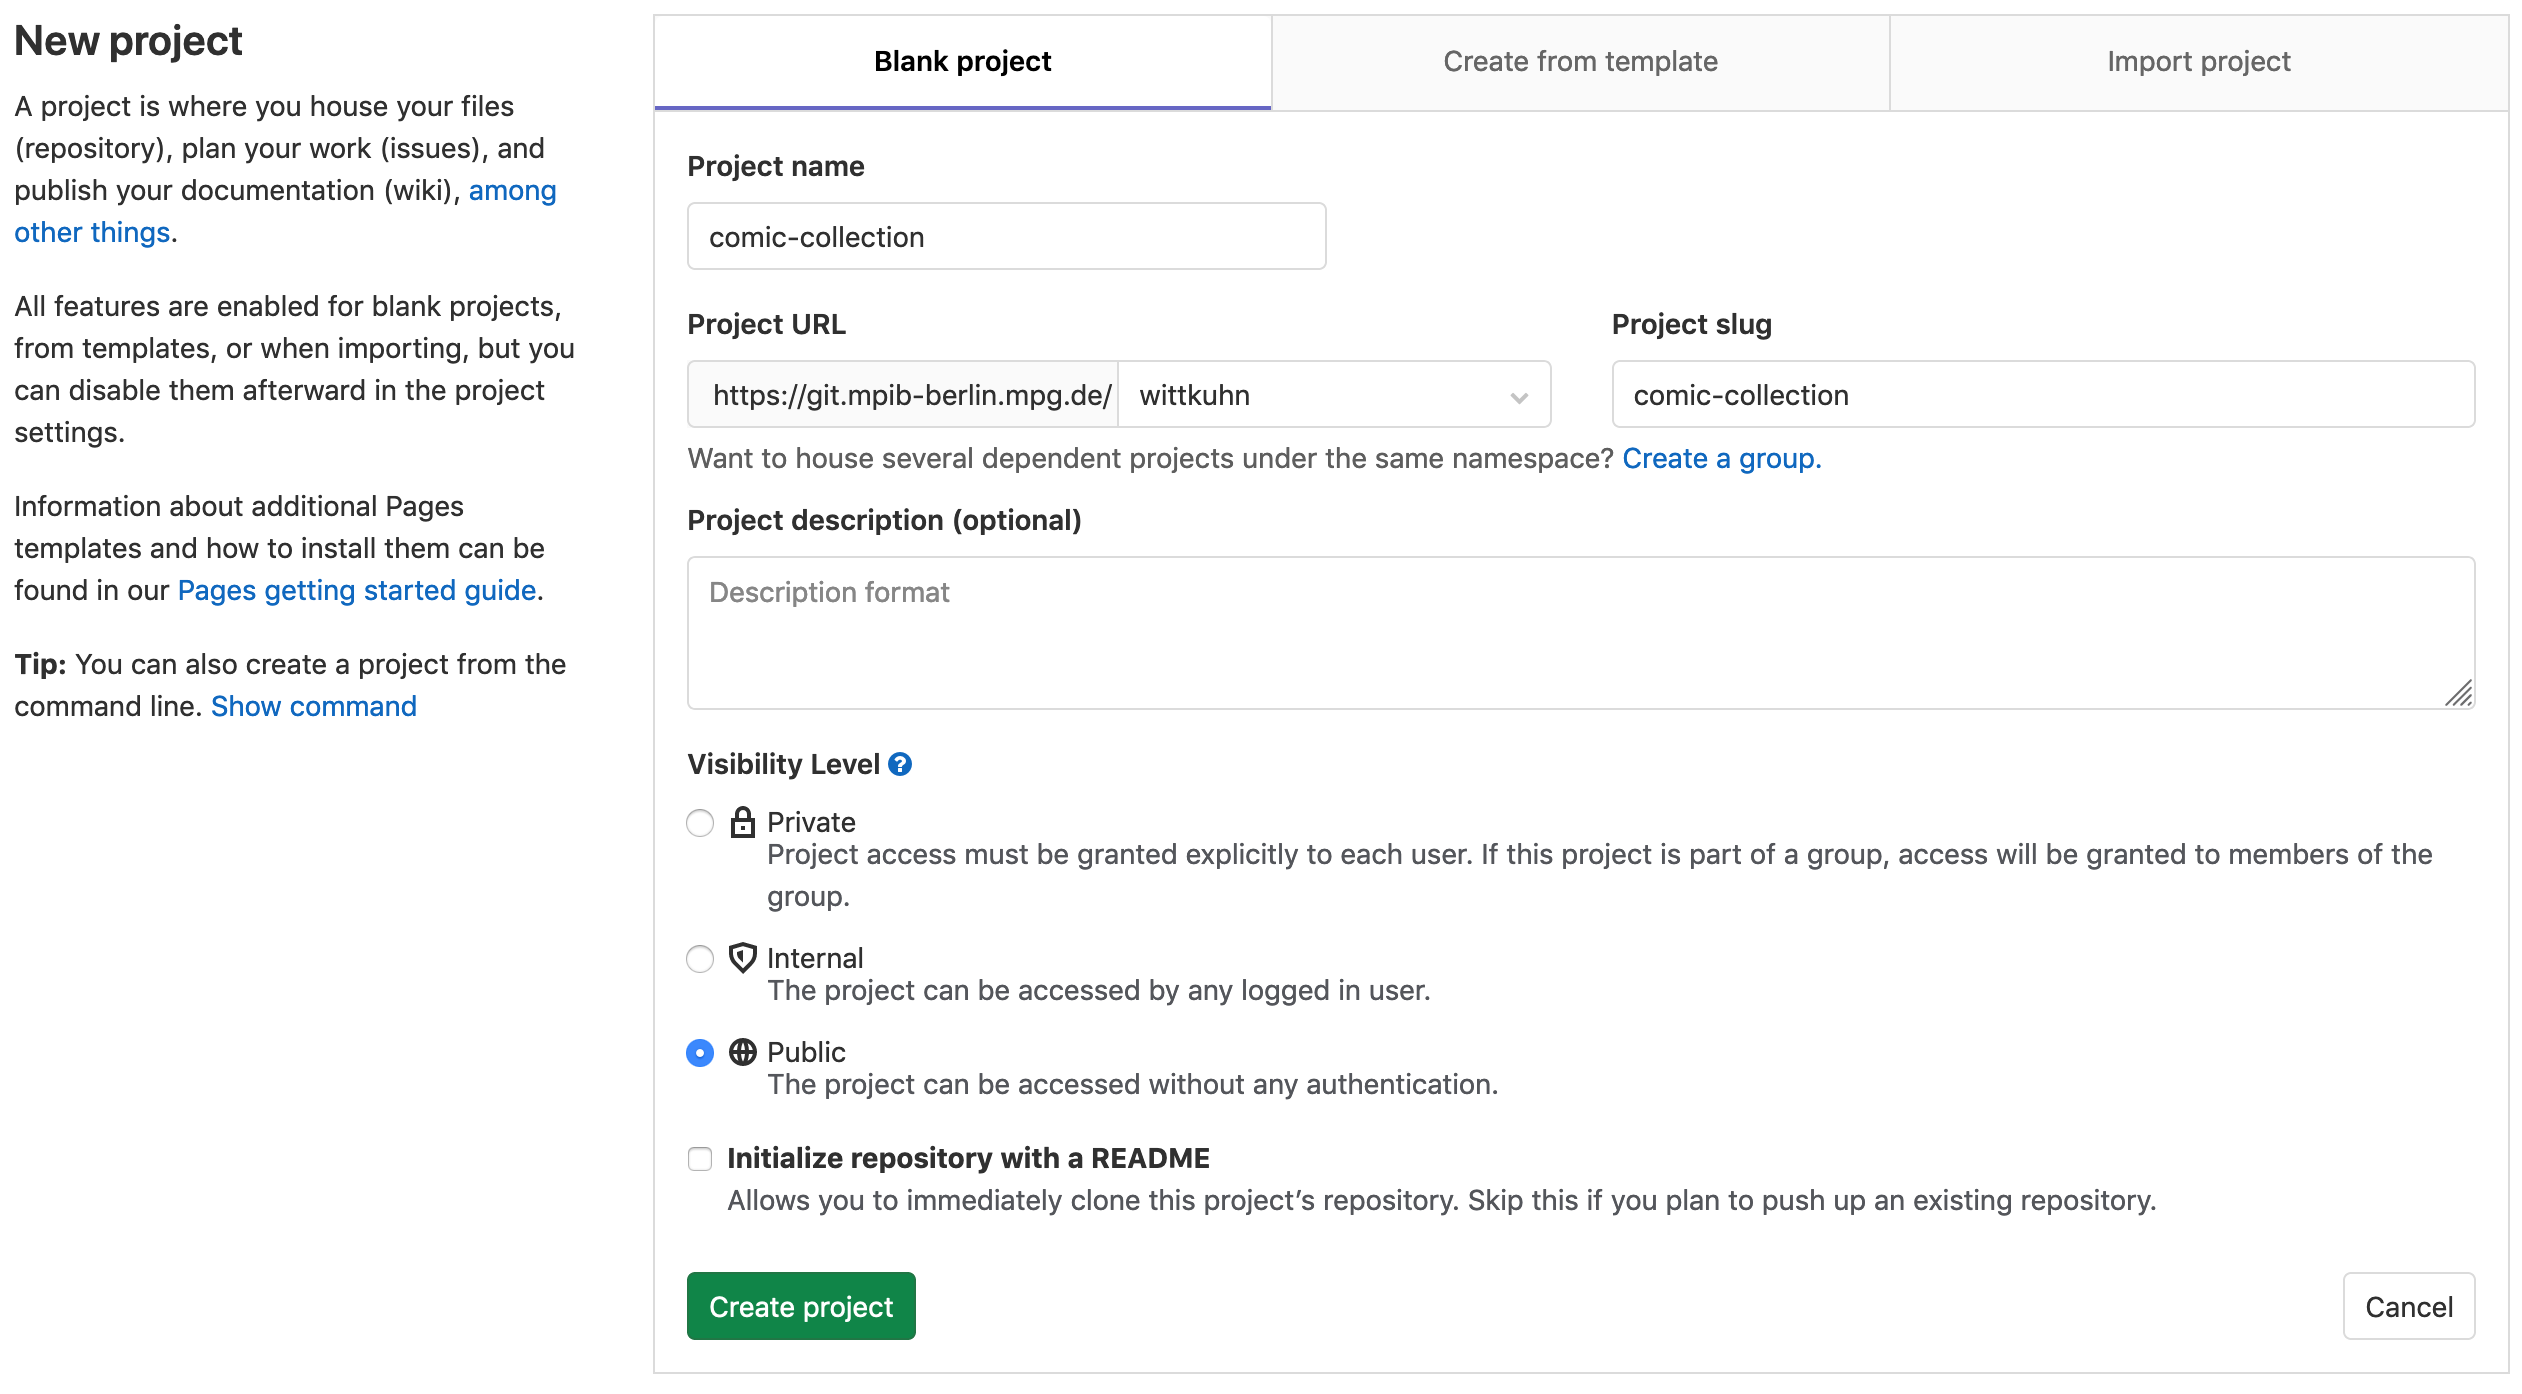 New project
A project is where you house your files
(repository), plan your work (issues), and
publish your documentation (wiki), among
other things.
All features are enabled for blank projects,
from templates, or when importing, but you
can disable them afterward in the project
settings.
Information about additional Pages
templates and how to install them can be
found in our Pages getting started guide.
Tip: You can also create a project from the
command line. Show command
Blank project
Create from template
Import project
Project name
comic-collection
Project URL
Project slug
https://git.mpib-berlin.mpg.de/
wittkuhn
comic-collection
Want to house several dependent projects under the same namespace? Create a group.
Project description (optional)
Description format
Visibility Level
Private
Project access must be granted explicitly to each user. If this project is part of a group, access will be granted to members of the
group.
Internal
The project can be accessed by any logged in user.
Public
The project can be accessed without any authentication.
Initialize repository with a README
Allows you to immediately clone this project’s repository. Skip this if you plan to push up an existing repository.
Create project
Cancel